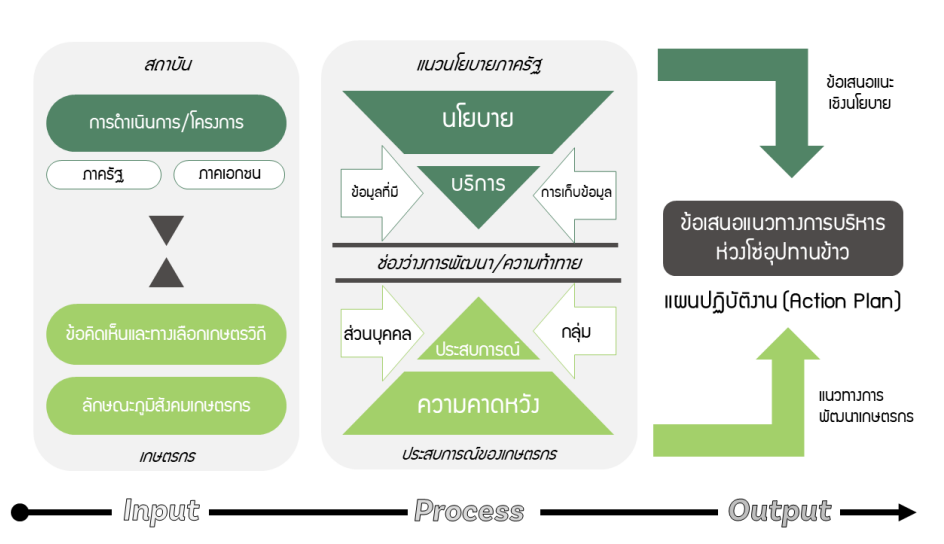 สถาบัน
การดำเนินการ/โครงการ
ภาครัฐ
ภาคเอกชน
ข้อคิดเห็นและทางเลือกเกษตรวิถี
ลักษณะภูมิสังคมเกษตรกร
เกษตรกร
แนวนโยบายภาครัฐ
นโยบาย
ข้อมูลที่มี
บริการ
การเก็บข้อมูล
ช่องว่างการพัฒนา/ความท้าทาย
ส่วนบุคคล
ประสบการณ์
กลุ่ม
ความคาดหวัง
ประสบการณ์ของเกษตรกร
ข้อเสนอแนะ
เชิงนโยบาย
ข้อเสนอแนวทางการบริหาร
ห่วงโซ่อุปทานข้าว
แผนปฏิบัติงาน (Action Plan)
แนวทางการ
พัฒนาเกษตรกร
Input
Process
Output